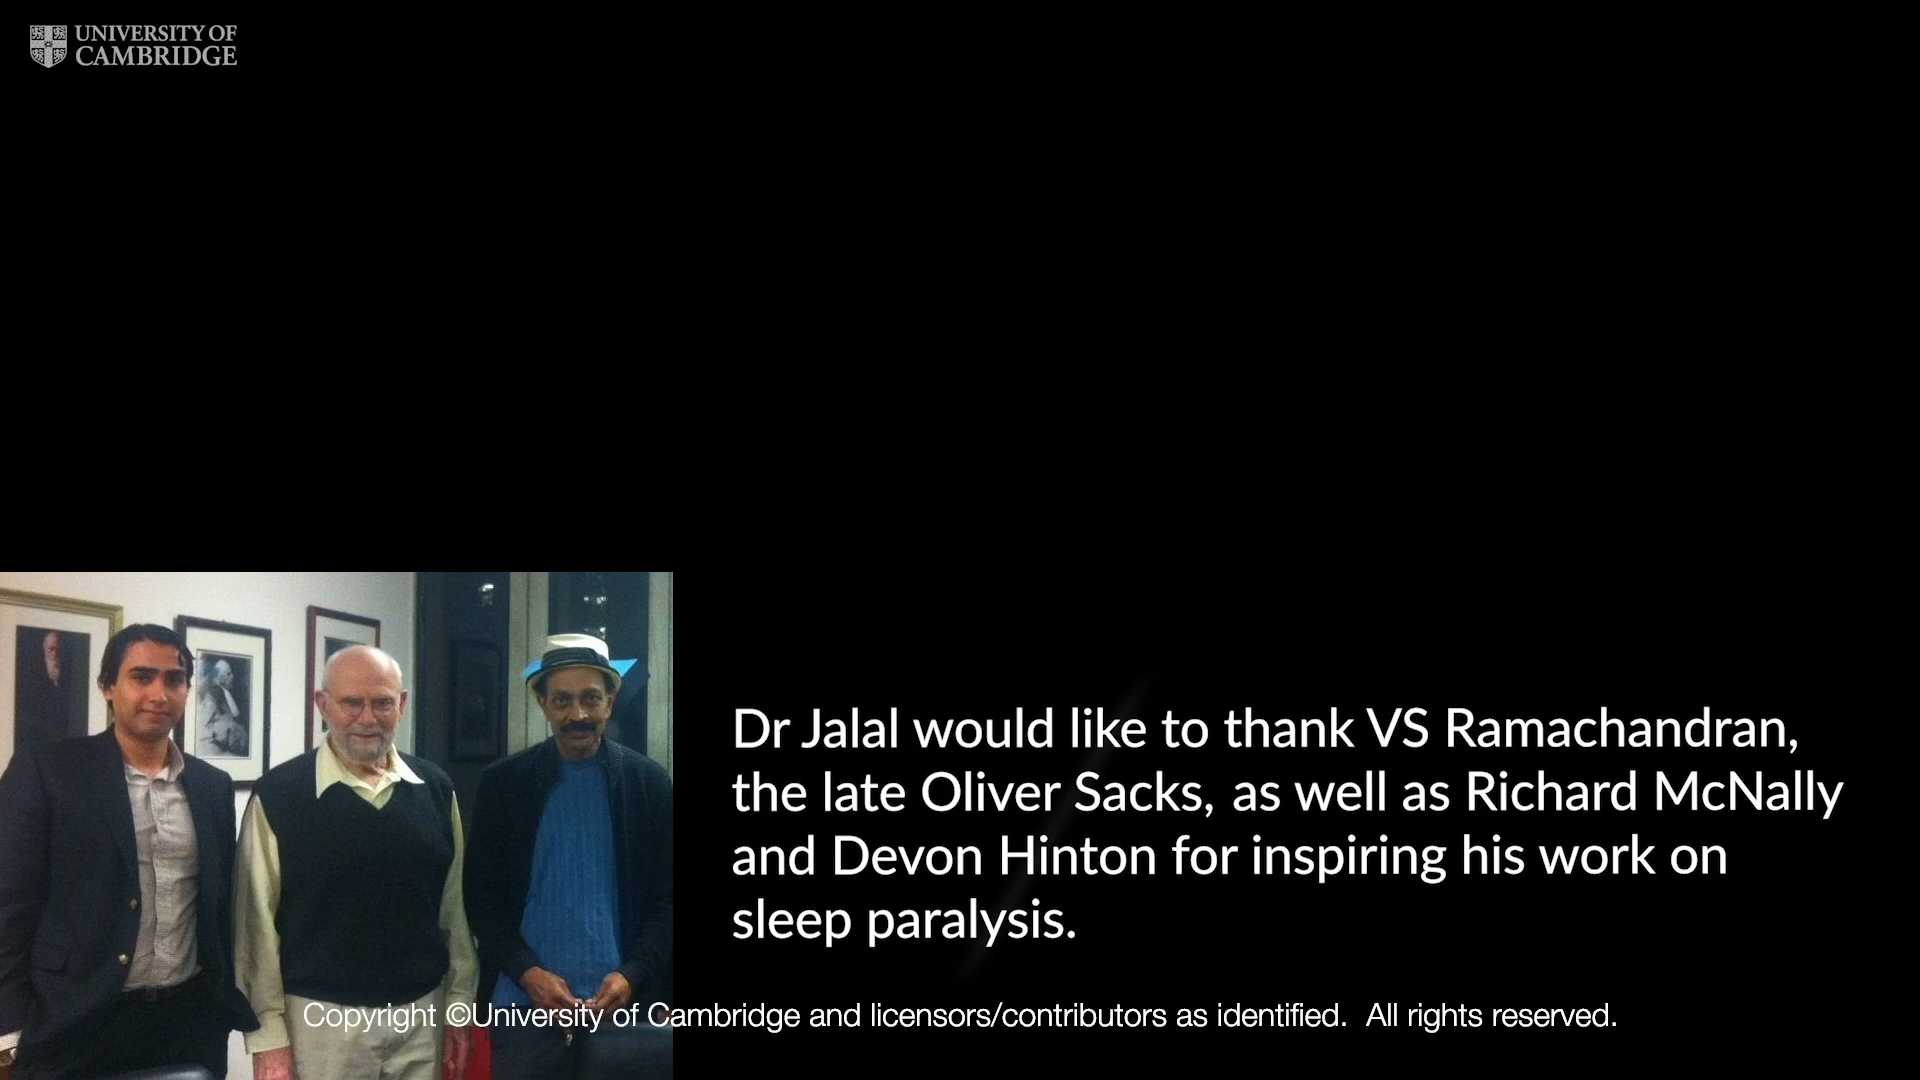 UNIVERSITY OF
CAMBRIDGE
Dr Jalal would like to thank VS Ramachandran,
the late Oliver Sacks, as well as Richard McNally
and Devon Hinton for inspiring his work on
sleep paralysis.
Copyright ©University of Cambridge and licensors/contributors as identified.  All rights reserved.